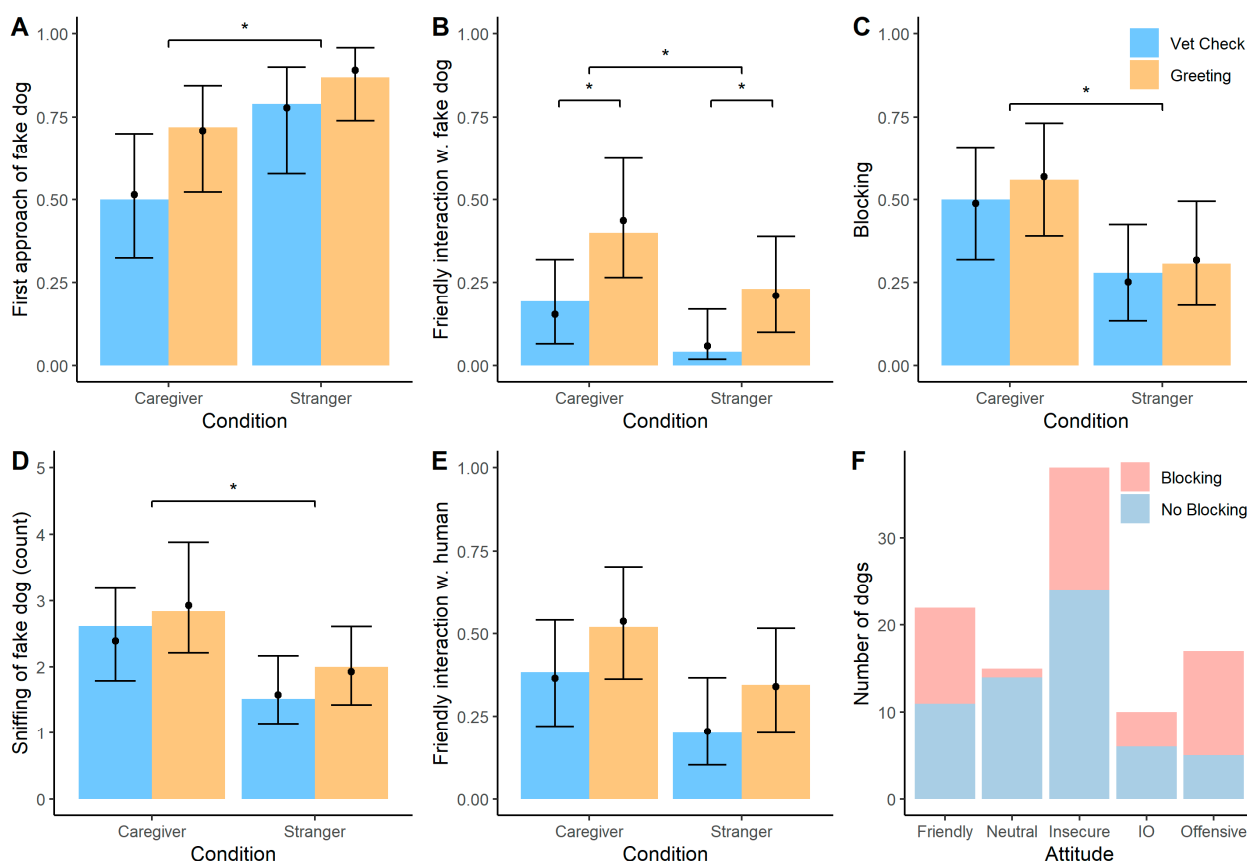 A
First approach of fake dog
1.00
0.75
0.50
0.25
0.00
*
Caregiver
Stranger
Condition
B
Friendly interaction w. fake dog
1.00
0.75
0.50
0.25
0.00
*
*
*
Caregiver
Stranger
Condition
C
Blocking
1.00
0.75
0.50
0.25
0.00
*
Vet Check
Greeting
Caregiver
Stranger
Condition
D
Sniffing of fake dog (count)
5
4
3
2
1
0
*
Caregiver
Stranger
Condition
E
Friendly interaction w. human
1.00
0.75
0.50
0.25
0.00
Caregiver
Stranger
Condition
F
Number of dogs
30
20
10
0
Blocking
No Blocking
Friendly
Neutral
Insecure
IO
Offensive
Attitude